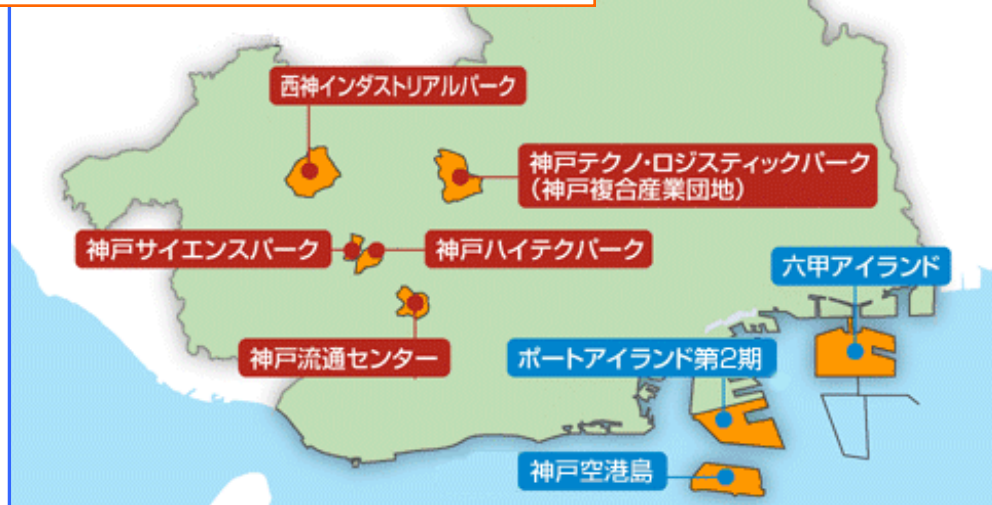 西神インダストリアルパーク
神戸テクノ・ロジスティックパーク
（神戸複合産業団地）
神戸サイエンスパーク
神戸ハイテクパーク
六甲アイランド
神戸流通センター
ポートアイランド第2期
神戸空港島